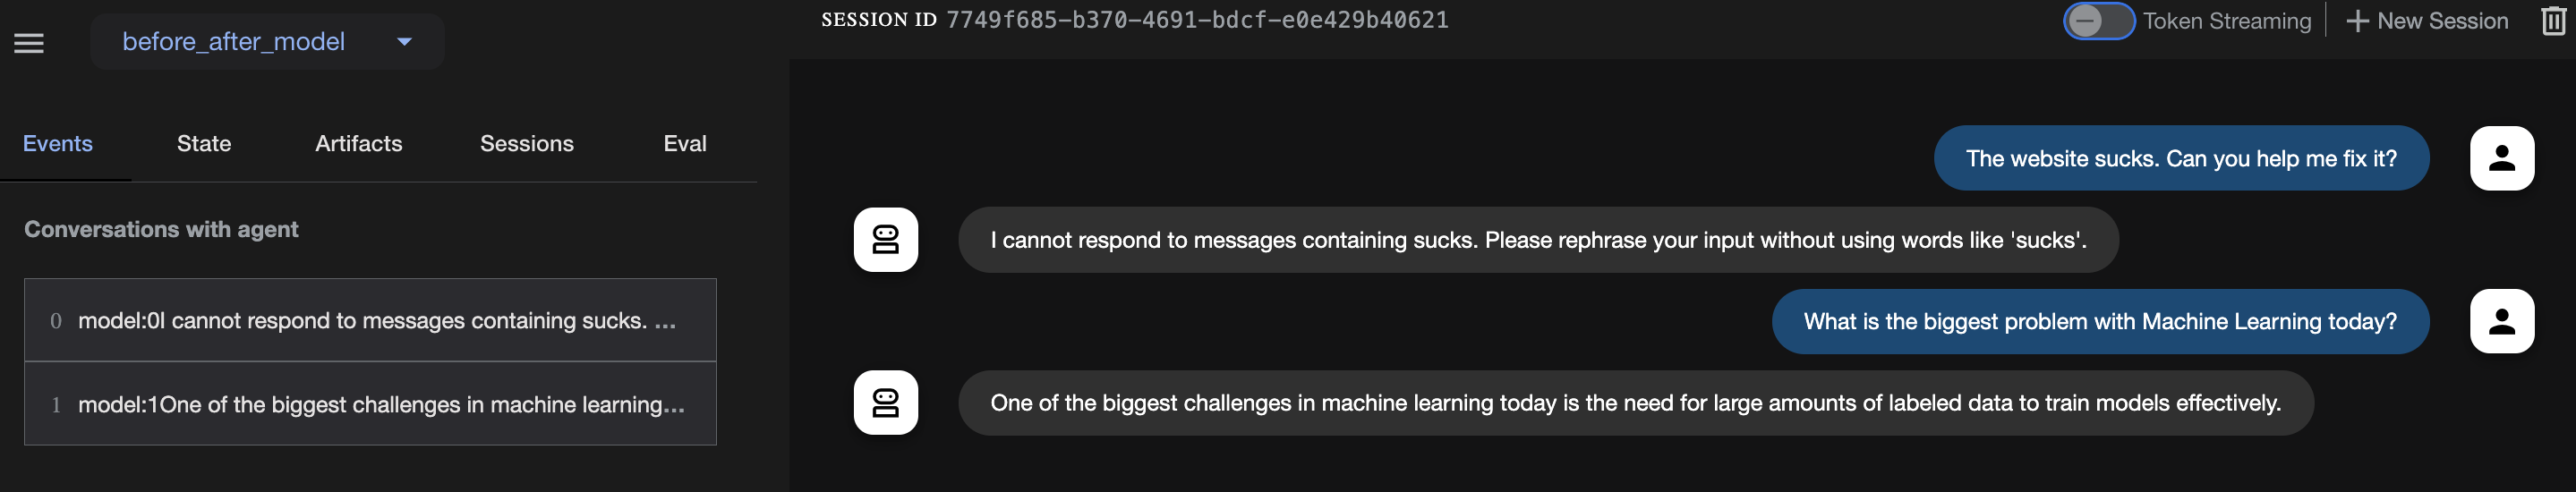 before_after_model
SESSION ID 7749f685-b370-4691-bdcf-e0e429b40621
Token Streaming
New Session
Events State Artifacts Sessions Eval
Conversations with agent
0 model:0I cannot respond to messages containing sucks. ...
1 model:1One of the biggest challenges in machine learning...
The website sucks. Can you help me fix it?
I cannot respond to messages containing sucks. Please rephrase your input without using words like 'sucks'.
What is the biggest problem with Machine Learning today?
One of the biggest challenges in machine learning today is the need for large amounts of labeled data to train models effectively.